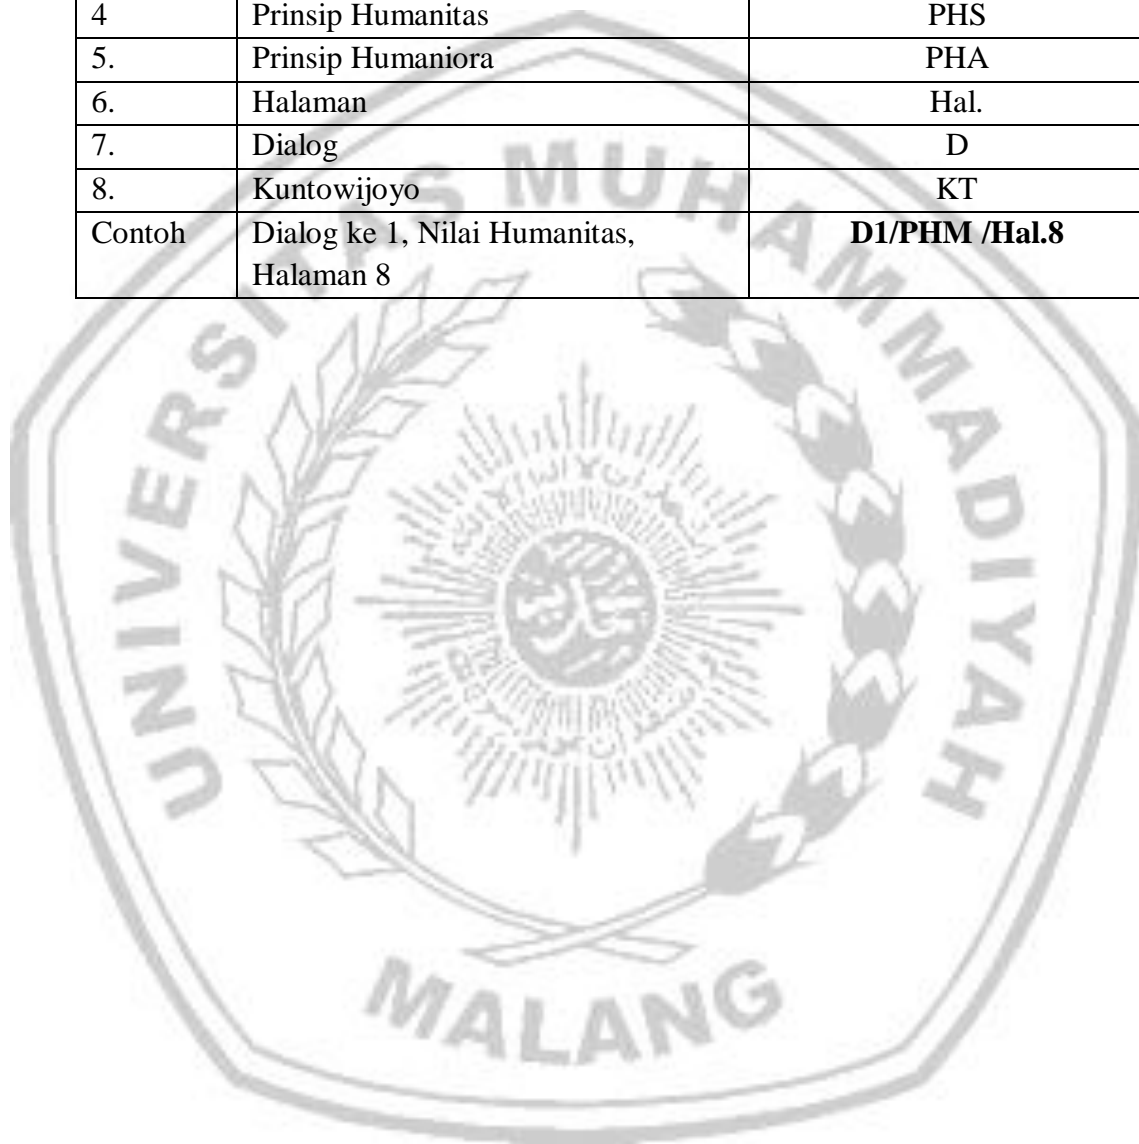 4 Prinsip Humanitas PHS
5. Prinsip Humaniora PHA
6. Halaman Hal.
7. Dialog D
8. Kuntowijoyo KT
Contoh Dialog ke 1, Nilai Humanitas, D1/PHM /Hal.8
Halaman 8
UNIVERSITAS MUHAMMADIYAH
MALANG